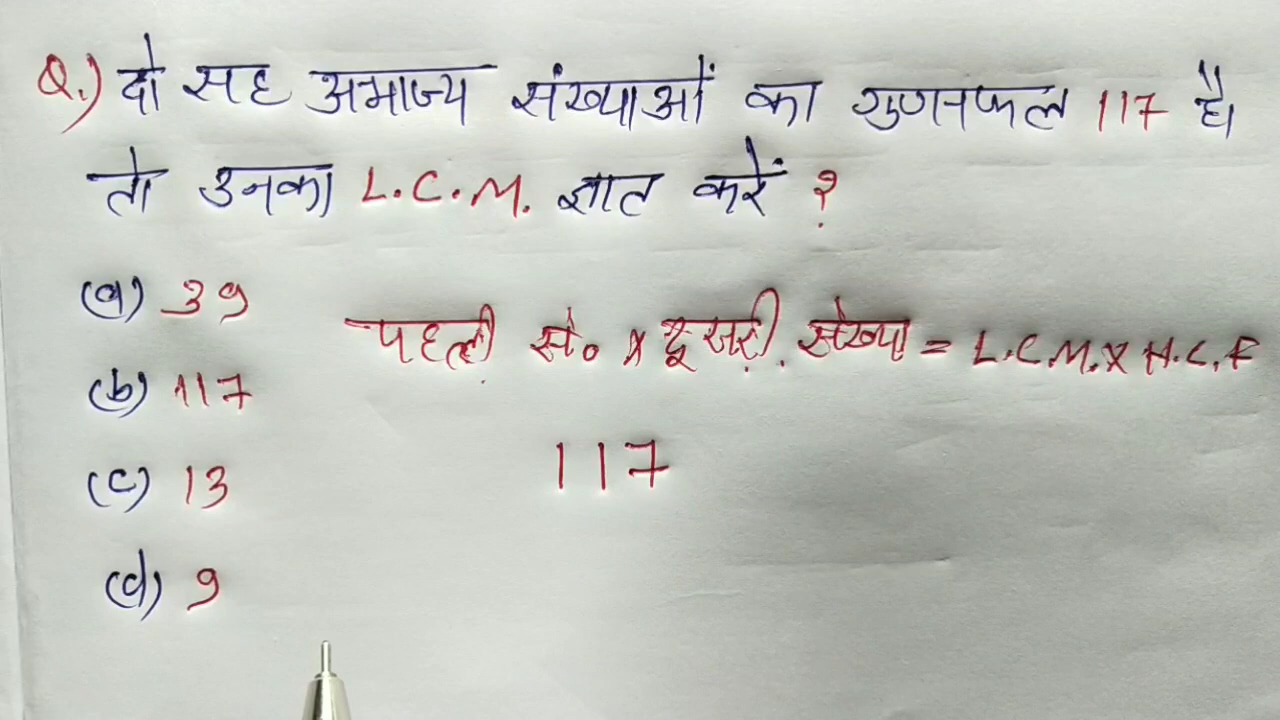 Q.) दो सह अभाज्य संख्याओं का गुणनफल 117 है।
तो उनका L.C.M. ज्ञात करें ?
(a) 39
पहली सं० x दूसरी संख्या = L.C.M. x H.C.F
(b) 117
117
(c) 13
(d) 9